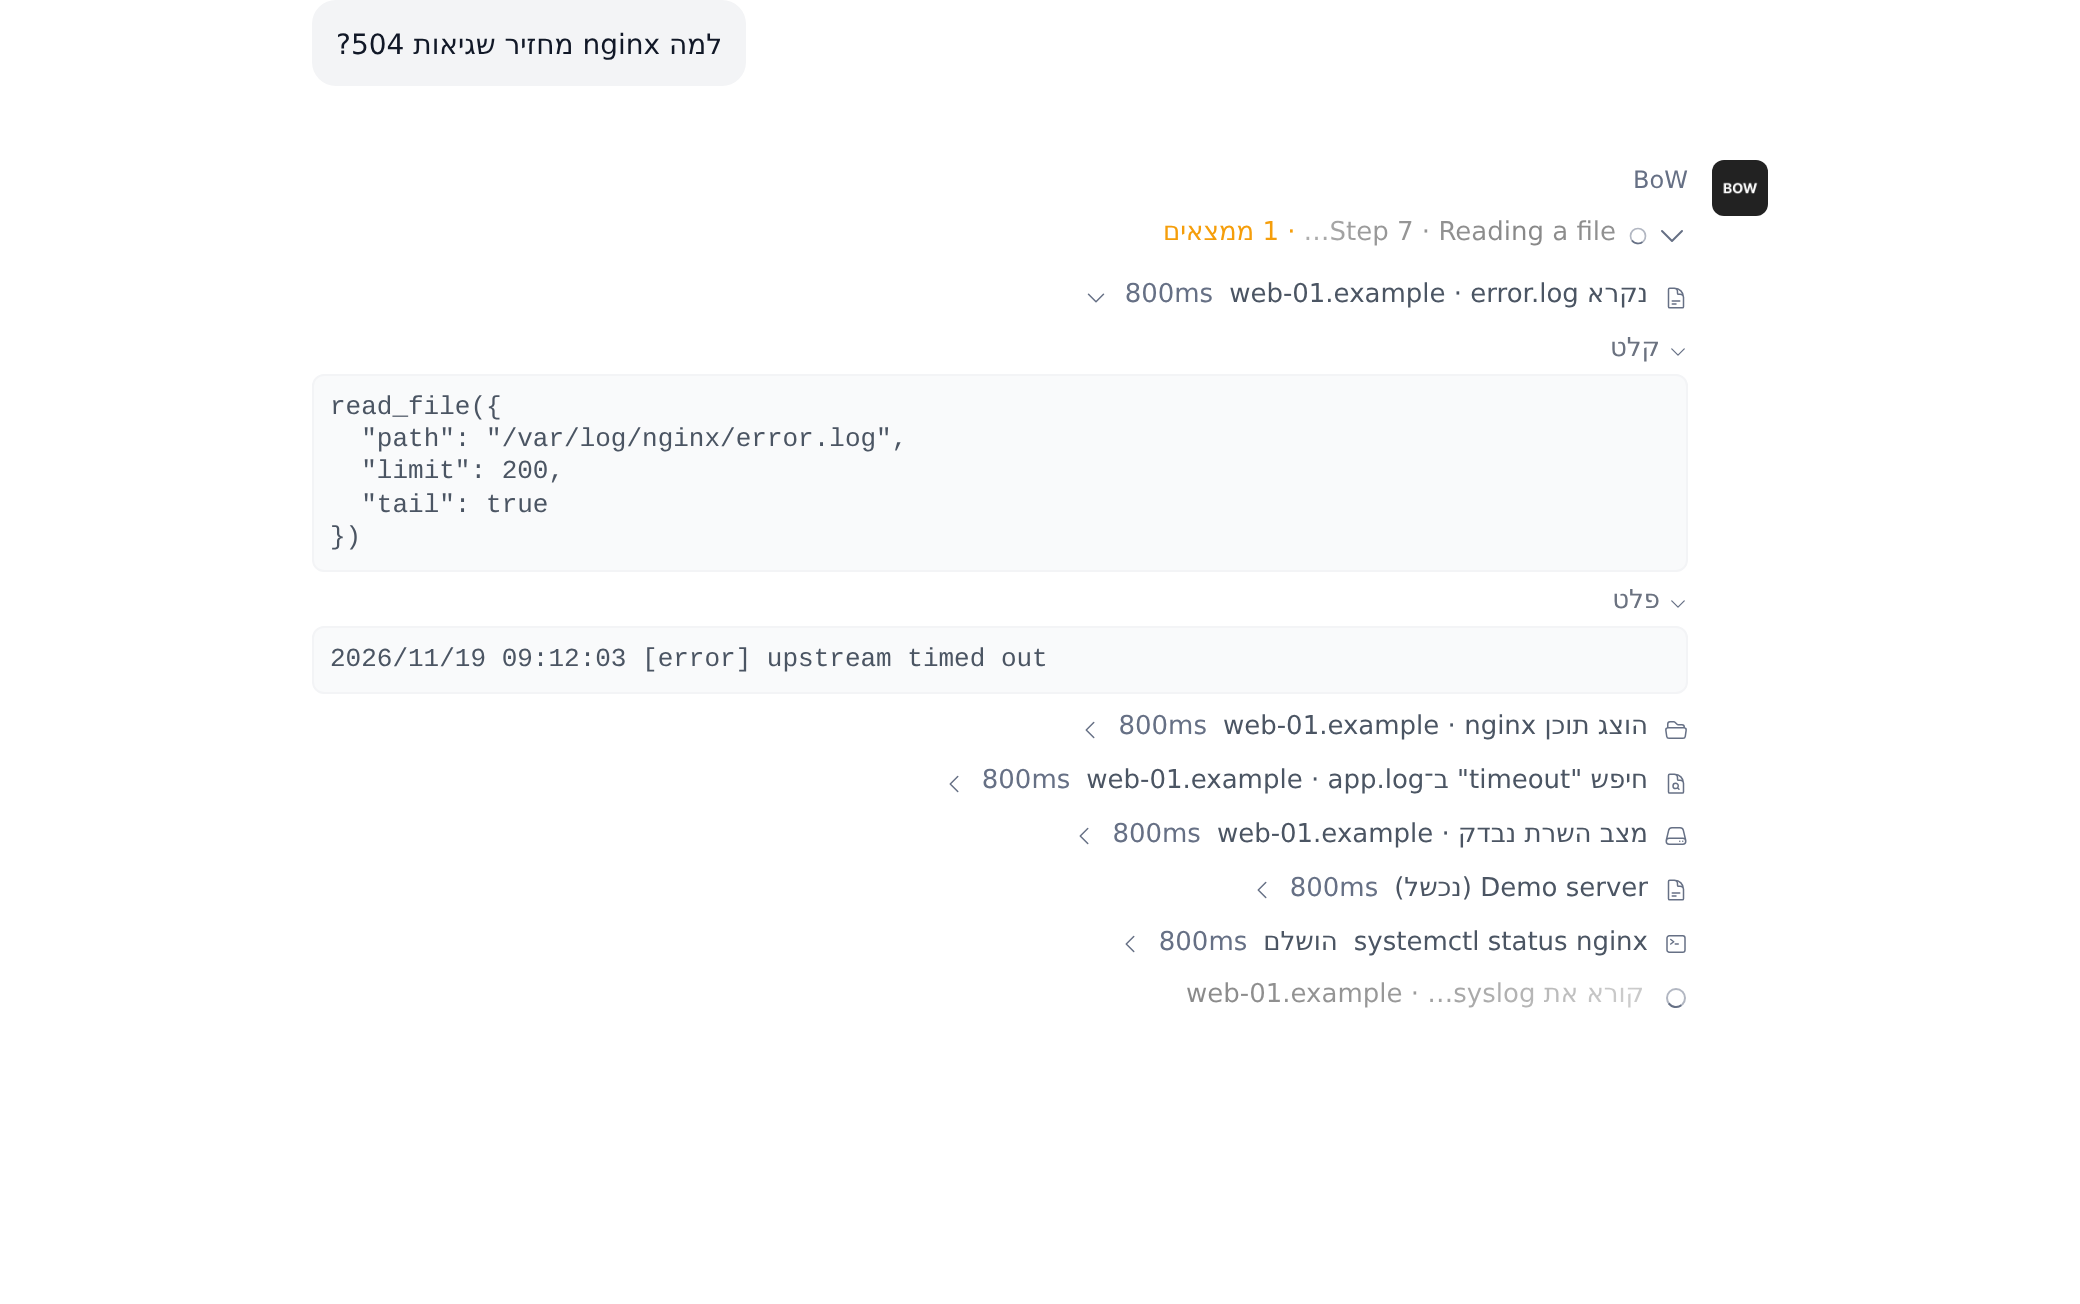 למה nginx מחזיר שגיאות 504?
BOW
BoW
Step 7 · Reading a file… · 1 ממצאים
נקרא error.log · web-01.example 800ms
קלט
read_file({
  "path": "/var/log/nginx/error.log",
  "limit": 200,
  "tail": true
})
פלט
2026/11/19 09:12:03 [error] upstream timed out
הוצג תוכן nginx · web-01.example 800ms
חיפש "timeout" ב־app.log · web-01.example 800ms
מצב השרת נבדק · web-01.example 800ms
Demo server (נכשל) 800ms
systemctl status nginx הושלם 800ms
קורא את syslog… · web-01.example